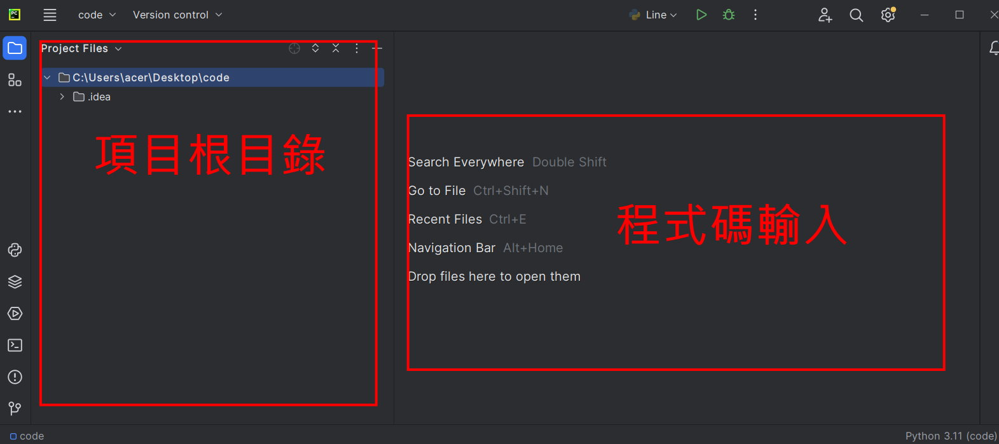 PC
code
Version control
Line
Project Files
C:\Users\acer\Desktop\code
.idea
項目根目錄
Search Everywhere Double Shift
Go to File Ctrl+Shift+N
Recent Files Ctrl+E
程式碼輸入
Navigation Bar Alt+Home
Drop files here to open them
code
Python 3.11 (code)